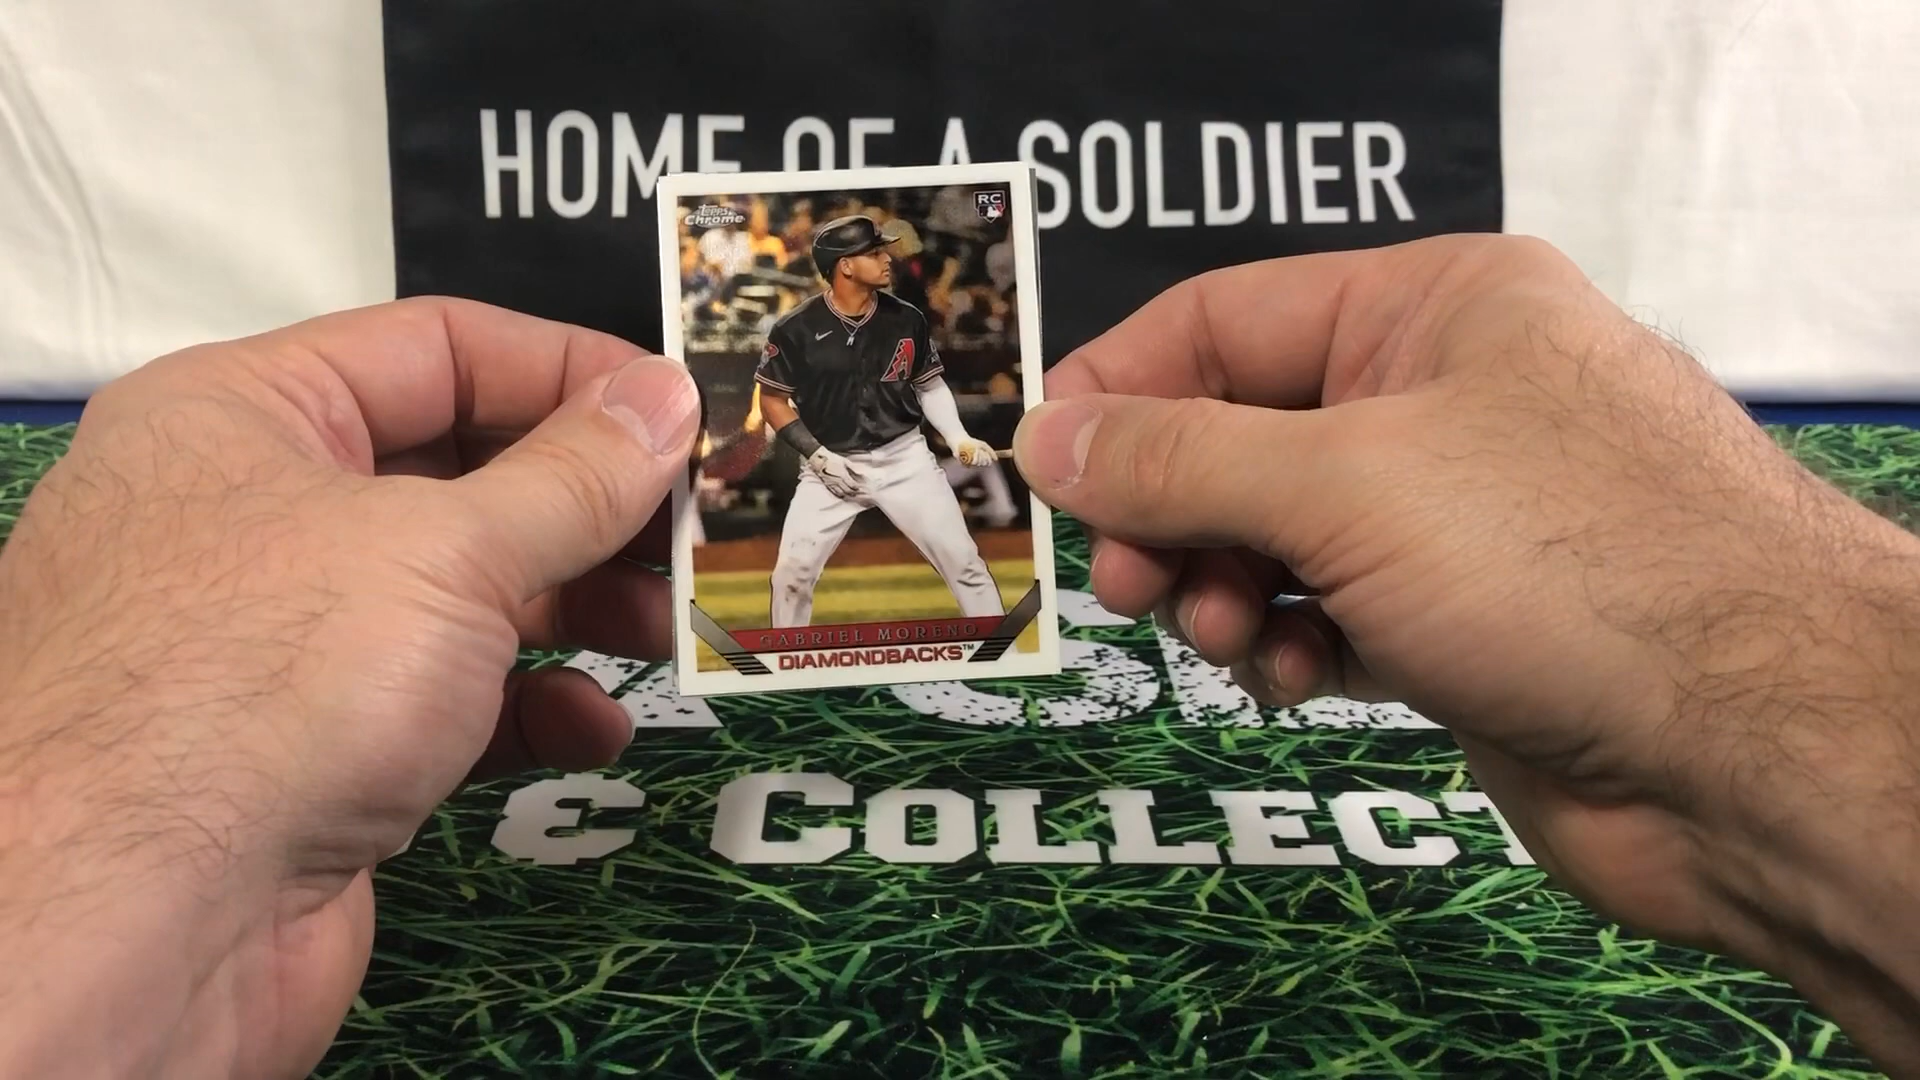 HOME OF A SOLDIER
Topps
Chrome
RC
GABRIEL MORENO
DIAMONDBACKS™
& COLLECT